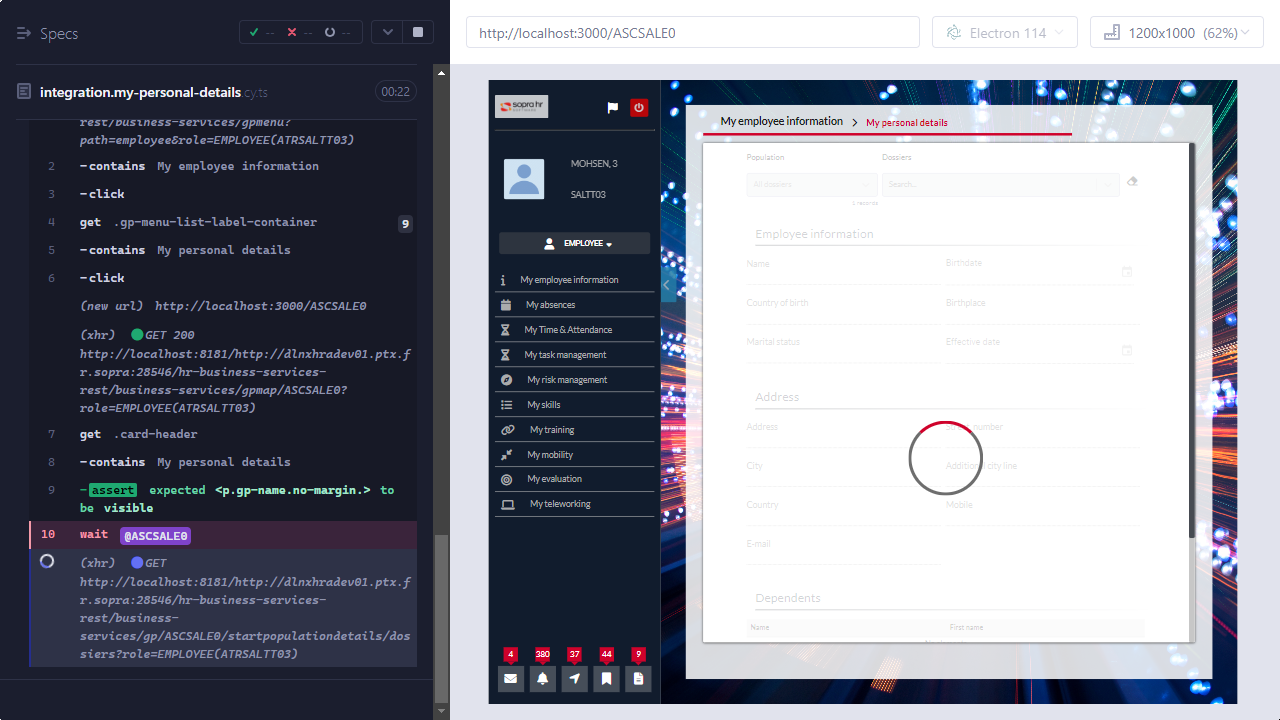 Specs
--
--
--
integration.my-personal-details.cy.ts
00:22
rest/business-services/gpmenu?
path=employee&role=EMPLOYEE(ATRSALTT03)
2 -contains My employee information
3 -click
4 get .gp-menu-list-label-container 9
5 -contains My personal details
6 -click
(new url) http://localhost:3000/ASCSALE0
(xhr) GET 200
http://localhost:8181/http://dlnxhradev01.ptx.f
r.sopra:28546/hr-business-services-
rest/business-services/gpmap/ASCSALE0?
role=EMPLOYEE(ATRSALTT03)
7 get .card-header
8 -contains My personal details
9 -assert expected <p.gp-name.no-margin.> to
be visible
10 wait @ASCSALE0
(xhr) GET
http://localhost:8181/http://dlnxhradev01.ptx.f
r.sopra:28546/hr-business-services-
rest/business-
services/gp/ASCSALE0/startpopulationdetails/dos
siers?role=EMPLOYEE(ATRSALTT03)
http://localhost:3000/ASCSALE0
Electron 114
1200x1000 (62%)
sopra hr
MOHSEN, 3
SALTT03
EMPLOYEE
My employee information
My absences
My Time & Attendance
My task management
My risk management
My skills
My training
My mobility
My evaluation
My teleworking
4 380 37 44 9
My employee information > My personal details
Population Dossiers
All dossiers Search...
Employee information
Name Birthdate
Country of birth Birthplace
Marital status Effective date
Address
Address number
City Additional city line
Country Mobile
E-mail
Dependents
Name First name